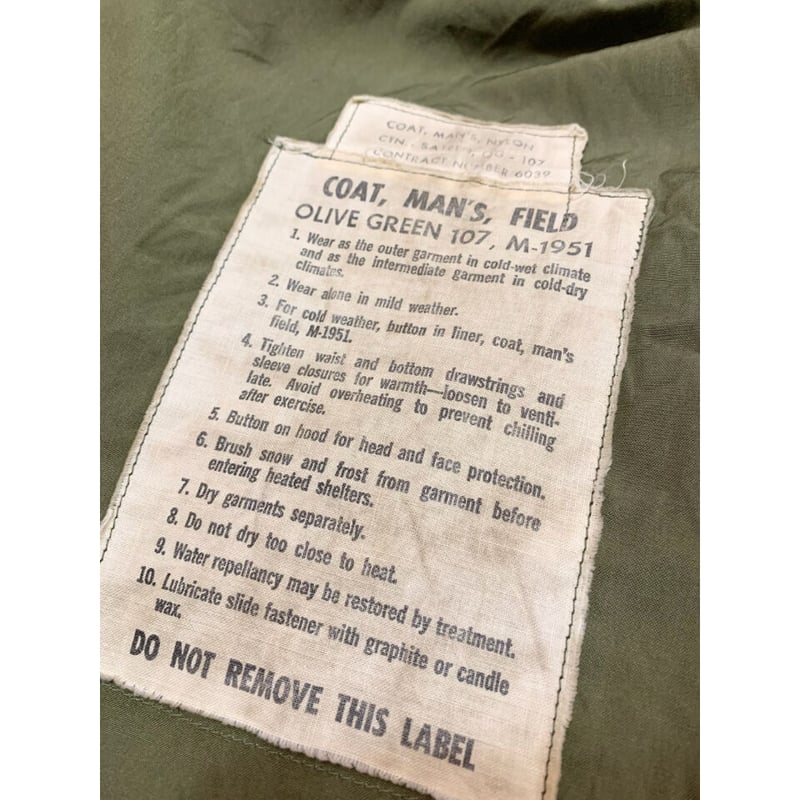 COAT, MAN'S, NYLON
CTN. SATEEN, OG - 107
CONTRACT NUMBER 6039
COAT, MAN'S, FIELD
OLIVE GREEN 107, M-1951
1. Wear as the outer garment in cold-wet climate
and as the intermediate garment in cold-dry
climates.
2. Wear alone in mild weather.
3. For cold weather, button in liner, coat, man's
field, M-1951.
4. Tighten waist and bottom drawstrings and
sleeve closures for warmth—loosen to venti-
late. Avoid overheating to prevent chilling
after exercise.
5. Button on hood for head and face protection.
6. Brush snow and frost from garment before
entering heated shelters.
7. Dry garments separately.
8. Do not dry too close to heat.
9. Water repellancy may be restored by treatment.
10. Lubricate slide fastener with graphite or candle
wax.
DO NOT REMOVE THIS LABEL